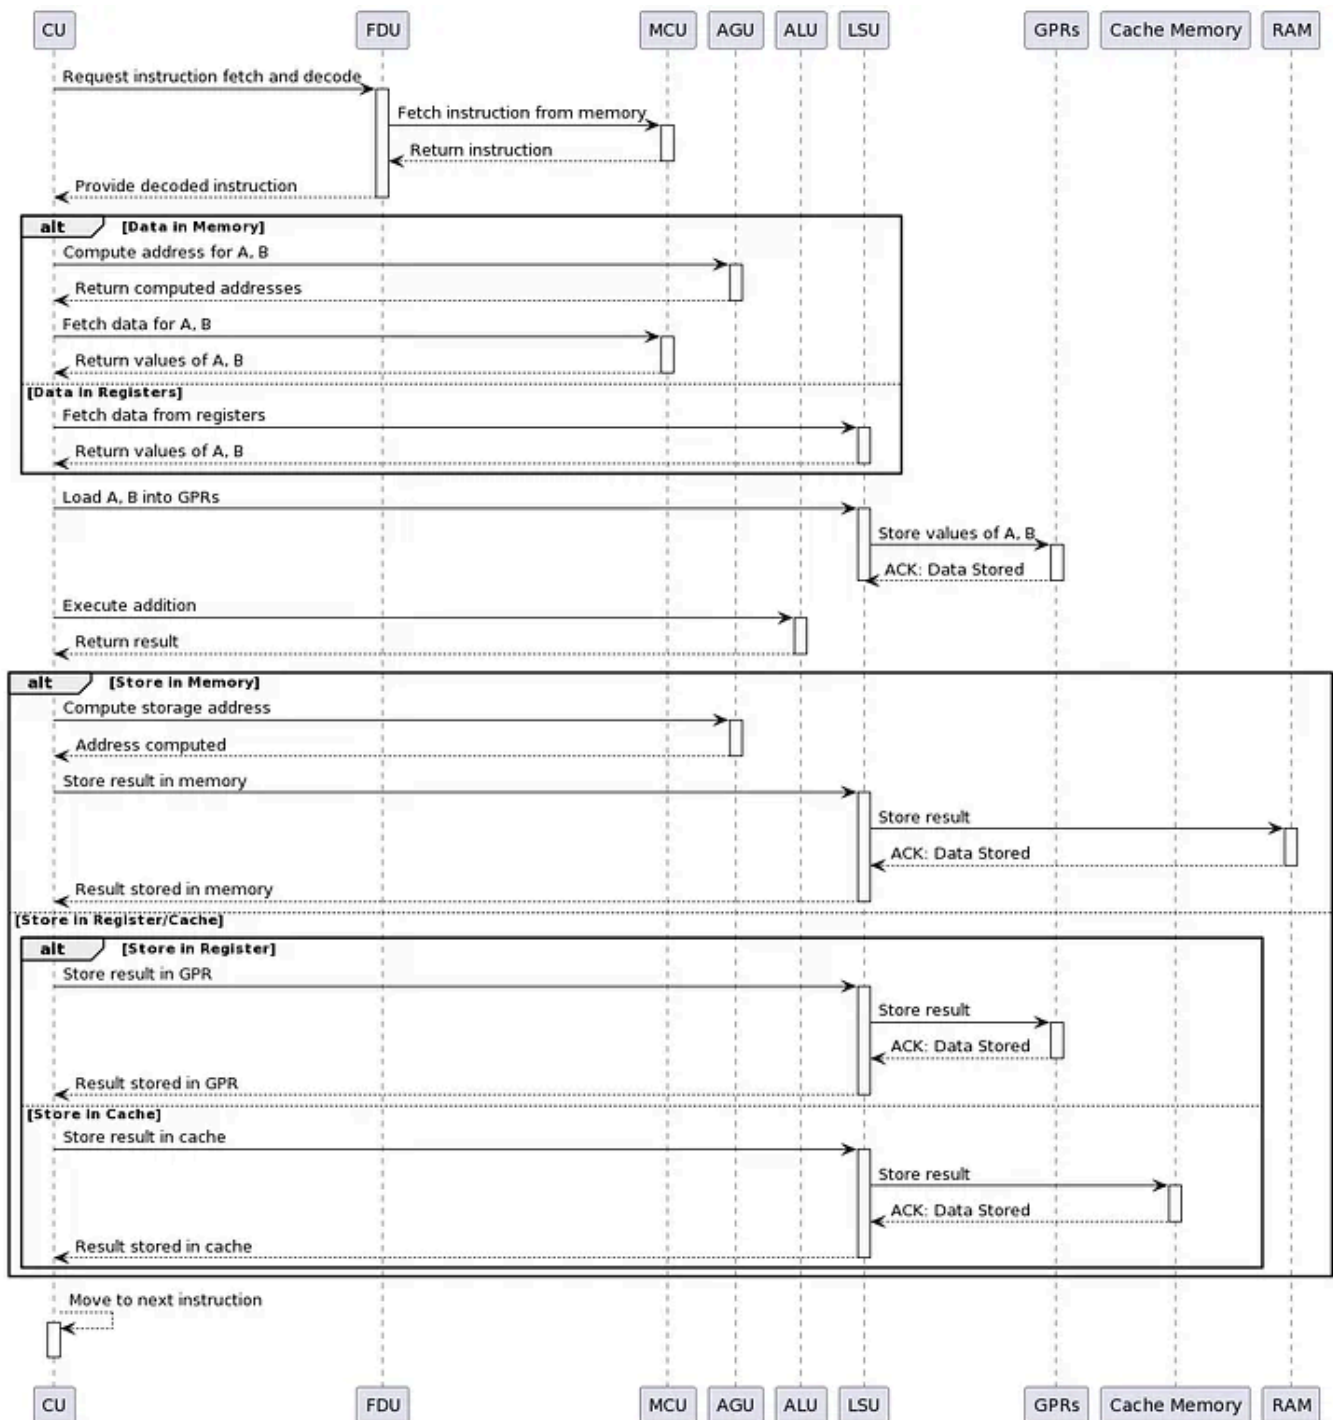 CU FDU MCU AGU ALU LSU GPRs Cache Memory RAM
Request instruction fetch and decode
Fetch instruction from memory
Return instruction
Provide decoded instruction
alt [Data in Memory]
Compute address for A, B
Return computed addresses
Fetch data for A, B
Return values of A, B
[Data in Registers]
Fetch data from registers
Return values of A, B
Load A, B into GPRs
Store values of A, B
ACK: Data Stored
Execute addition
Return result
alt [Store in Memory]
Compute storage address
Address computed
Store result in memory
Store result
ACK: Data Stored
Result stored in memory
[Store in Register/Cache]
alt [Store in Register]
Store result in GPR
Store result
ACK: Data Stored
Result stored in GPR
[Store in Cache]
Store result in cache
Store result
ACK: Data Stored
Result stored in cache
Move to next instruction
CU FDU MCU AGU ALU LSU GPRs Cache Memory RAM